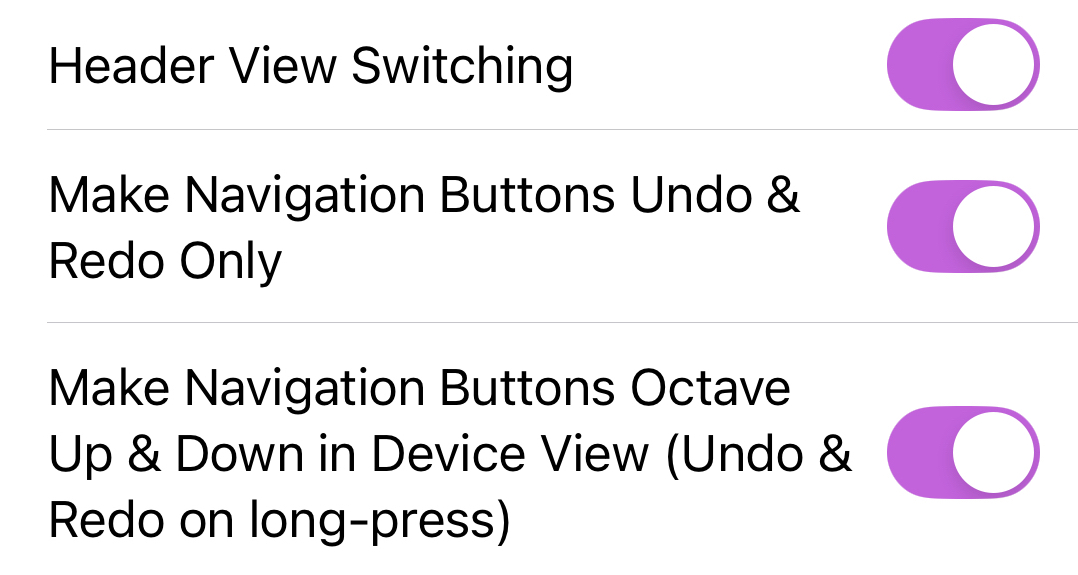 Header View Switching
Make Navigation Buttons Undo &
Redo Only
Make Navigation Buttons Octave
Up & Down in Device View (Undo &
Redo on long-press)